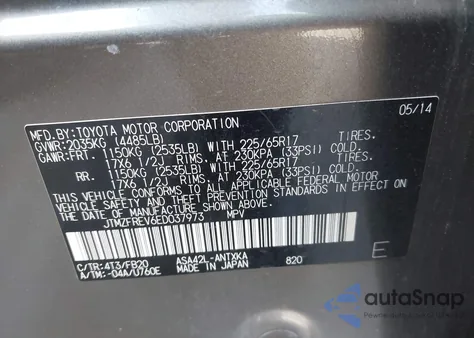 MFD.BY: TOYOTA MOTOR CORPORATION 05/14
GVWR: 2035KG (4485LB)
GAWR: FRT. 1150KG (2535LB) WITH 225/65R17 TIRES.
17X6 1/2J RIMS. AT 230KPA (33PSI) COLD.
RR. 1150KG (2535LB) WITH 225/65R17 TIRES.
17X6 1/2J RIMS. AT 230KPA (33PSI) COLD.
THIS VEHICLE CONFORMS TO ALL APPLICABLE FEDERAL MOTOR
VEHICLE SAFETY, BUMPER, AND THEFT PREVENTION STANDARDS IN EFFECT
ON THE DATE OF MANUFACTURE SHOWN ABOVE.
JTMZFREV6ED037973 MPV
C/TR: 4T3/FB20 ASA42L-ANTXKA E
A/TM: -04A/U760E MADE IN JAPAN 820
autoSnap